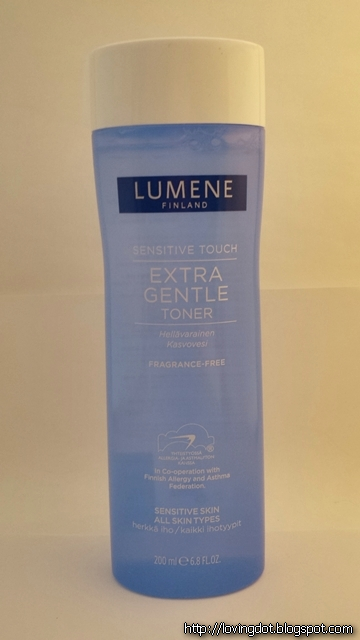 LUMENE
FINLAND
SENSITIVE TOUCH
EXTRA
GENTLE
TONER
Hellävarainen
Kasvovesi
FRAGRANCE-FREE
In Co-operation with
Finnish Allergy and Asthma
Federation.
SENSITIVE SKIN
ALL SKIN TYPES
herkkä iho / kaikki ihotyypit
200 ml ℮ 6.8 FL.OZ.
http://lovingdot.blogspot.com